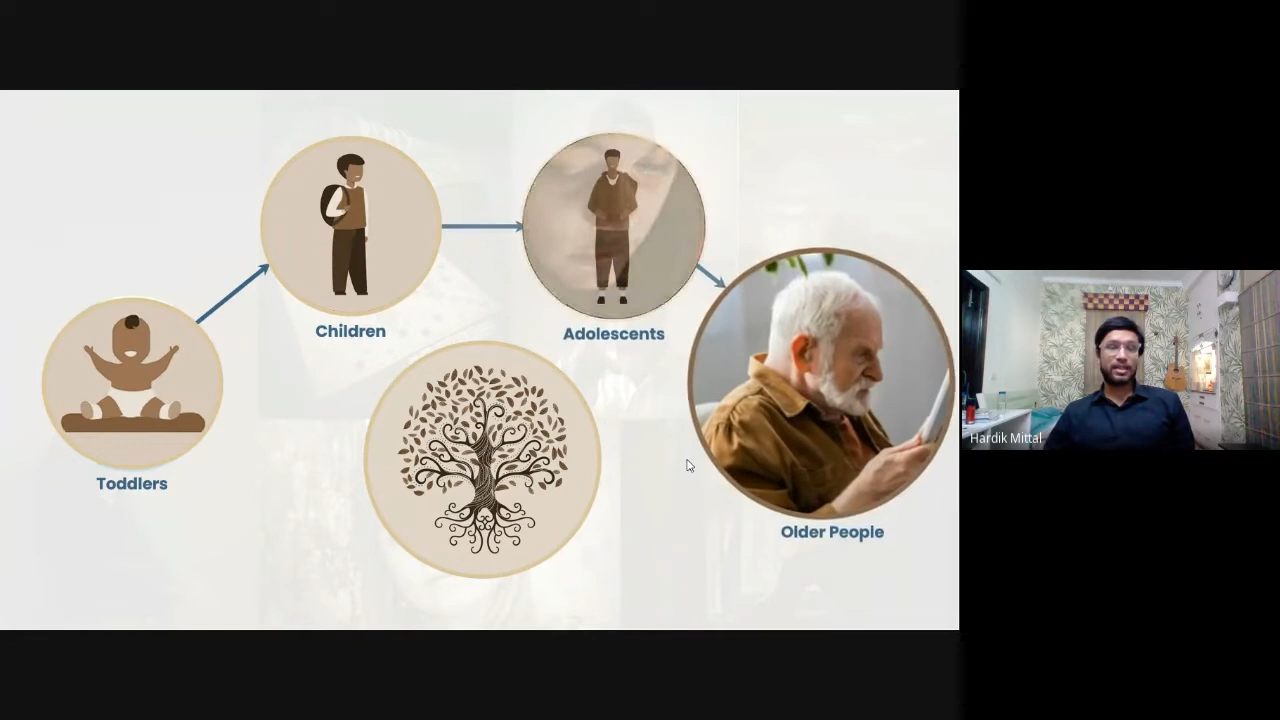 Children
Adolescents
Toddlers
Older People
Hardik Mittal